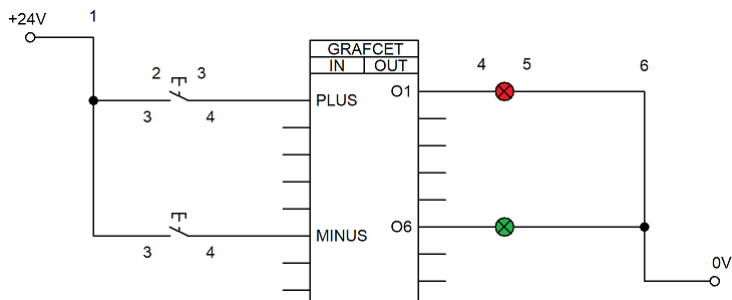 1
+24V
GRAFCET
IN OUT
2 3
4 5 6
PLUS O1
3 4
MINUS O6
3 4
0V